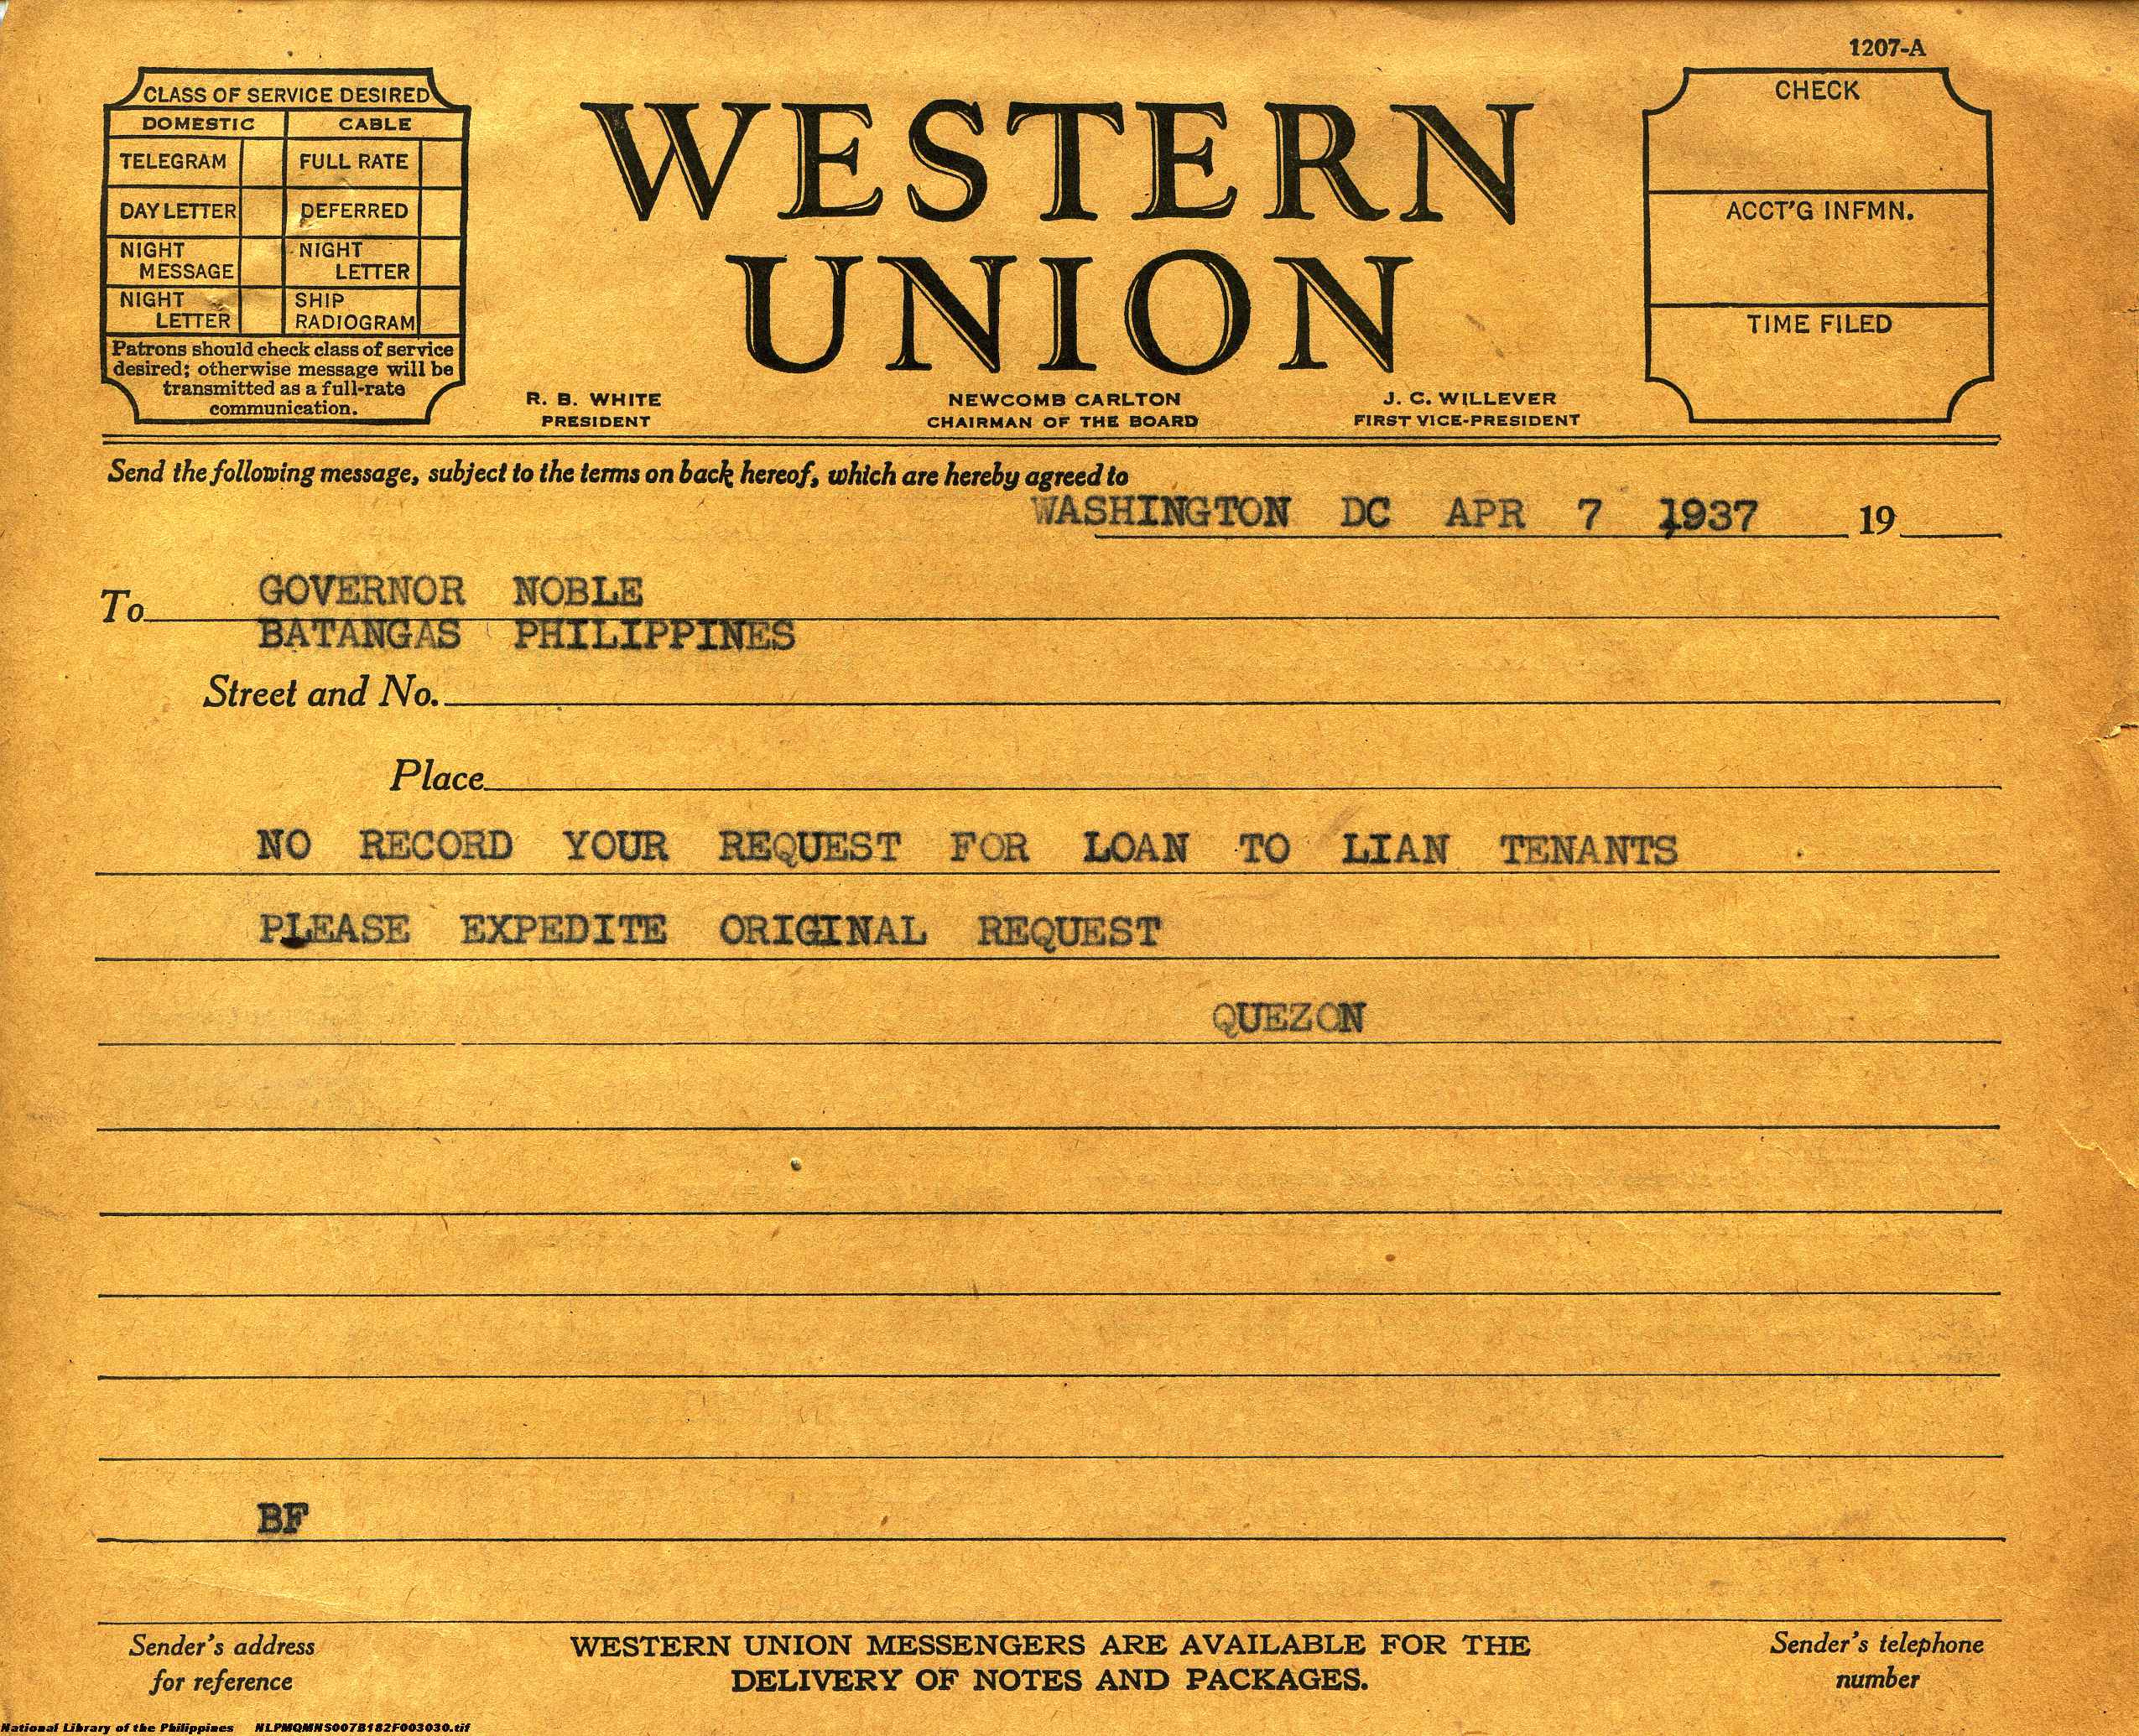 1207-A
CLASS OF SERVICE DESIRED
DOMESTIC CABLE
TELEGRAM FULL RATE
DAY LETTER DEFERRED
NIGHT MESSAGE NIGHT LETTER
NIGHT LETTER SHIP RADIOGRAM
Patrons should check class of service
desired; otherwise message will be
transmitted as a full-rate
communication.
WESTERN
UNION
R. B. WHITE
PRESIDENT
NEWCOMB CARLTON
CHAIRMAN OF THE BOARD
J. C. WILLEVER
FIRST VICE-PRESIDENT
CHECK
ACCT'G INFMN.
TIME FILED
Send the following message, subject to the terms on back hereof, which are hereby agreed to
WASHINGTON DC APR 7 1937 19
To GOVERNOR NOBLE
BATANGAS PHILIPPINES
Street and No.
Place
NO RECORD YOUR REQUEST FOR LOAN TO LIAN TENANTS
PLEASE EXPEDITE ORIGINAL REQUEST
QUEZON
BF
Sender's address
for reference
WESTERN UNION MESSENGERS ARE AVAILABLE FOR THE
DELIVERY OF NOTES AND PACKAGES.
Sender's telephone
number
National Library of the Philippines NLPMQMNS007B182F003030.tif